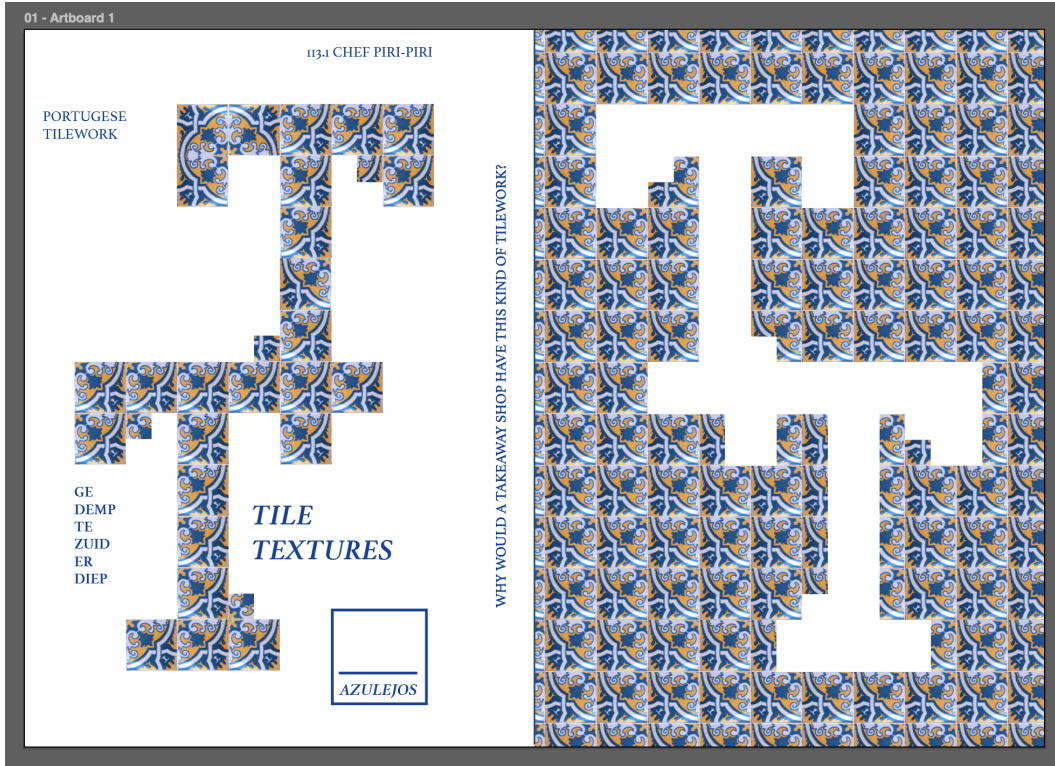 01 - Artboard 1
113.1 CHEF PIRI-PIRI
PORTUGESE
TILEWORK
WHY WOULD A TAKEAWAY SHOP HAVE THIS KIND OF TILEWORK?
GE
DEMP
TE
ZUID
ER
DIEP
TILE
TEXTURES
AZULEJOS